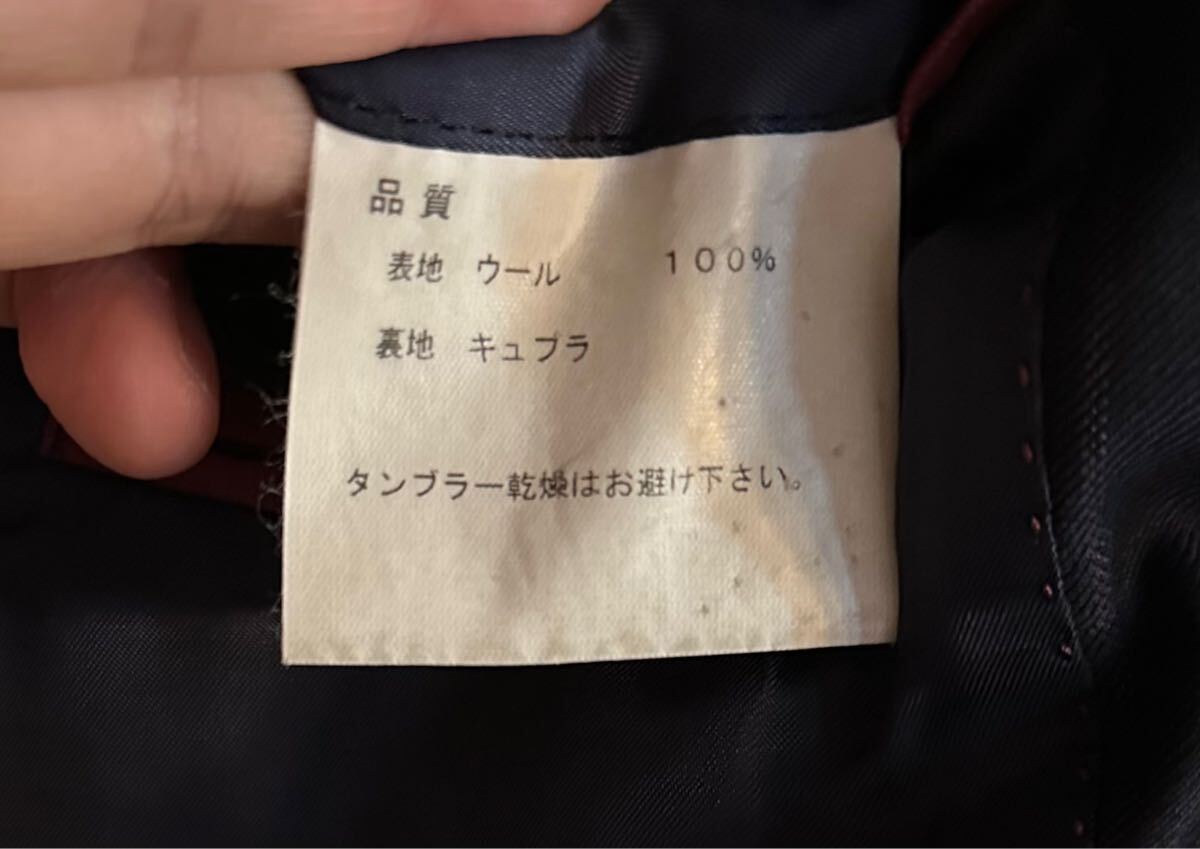 品質
表地　ウール　　　１００％
裏地　キュプラ
タンブラー乾燥はお避け下さい。